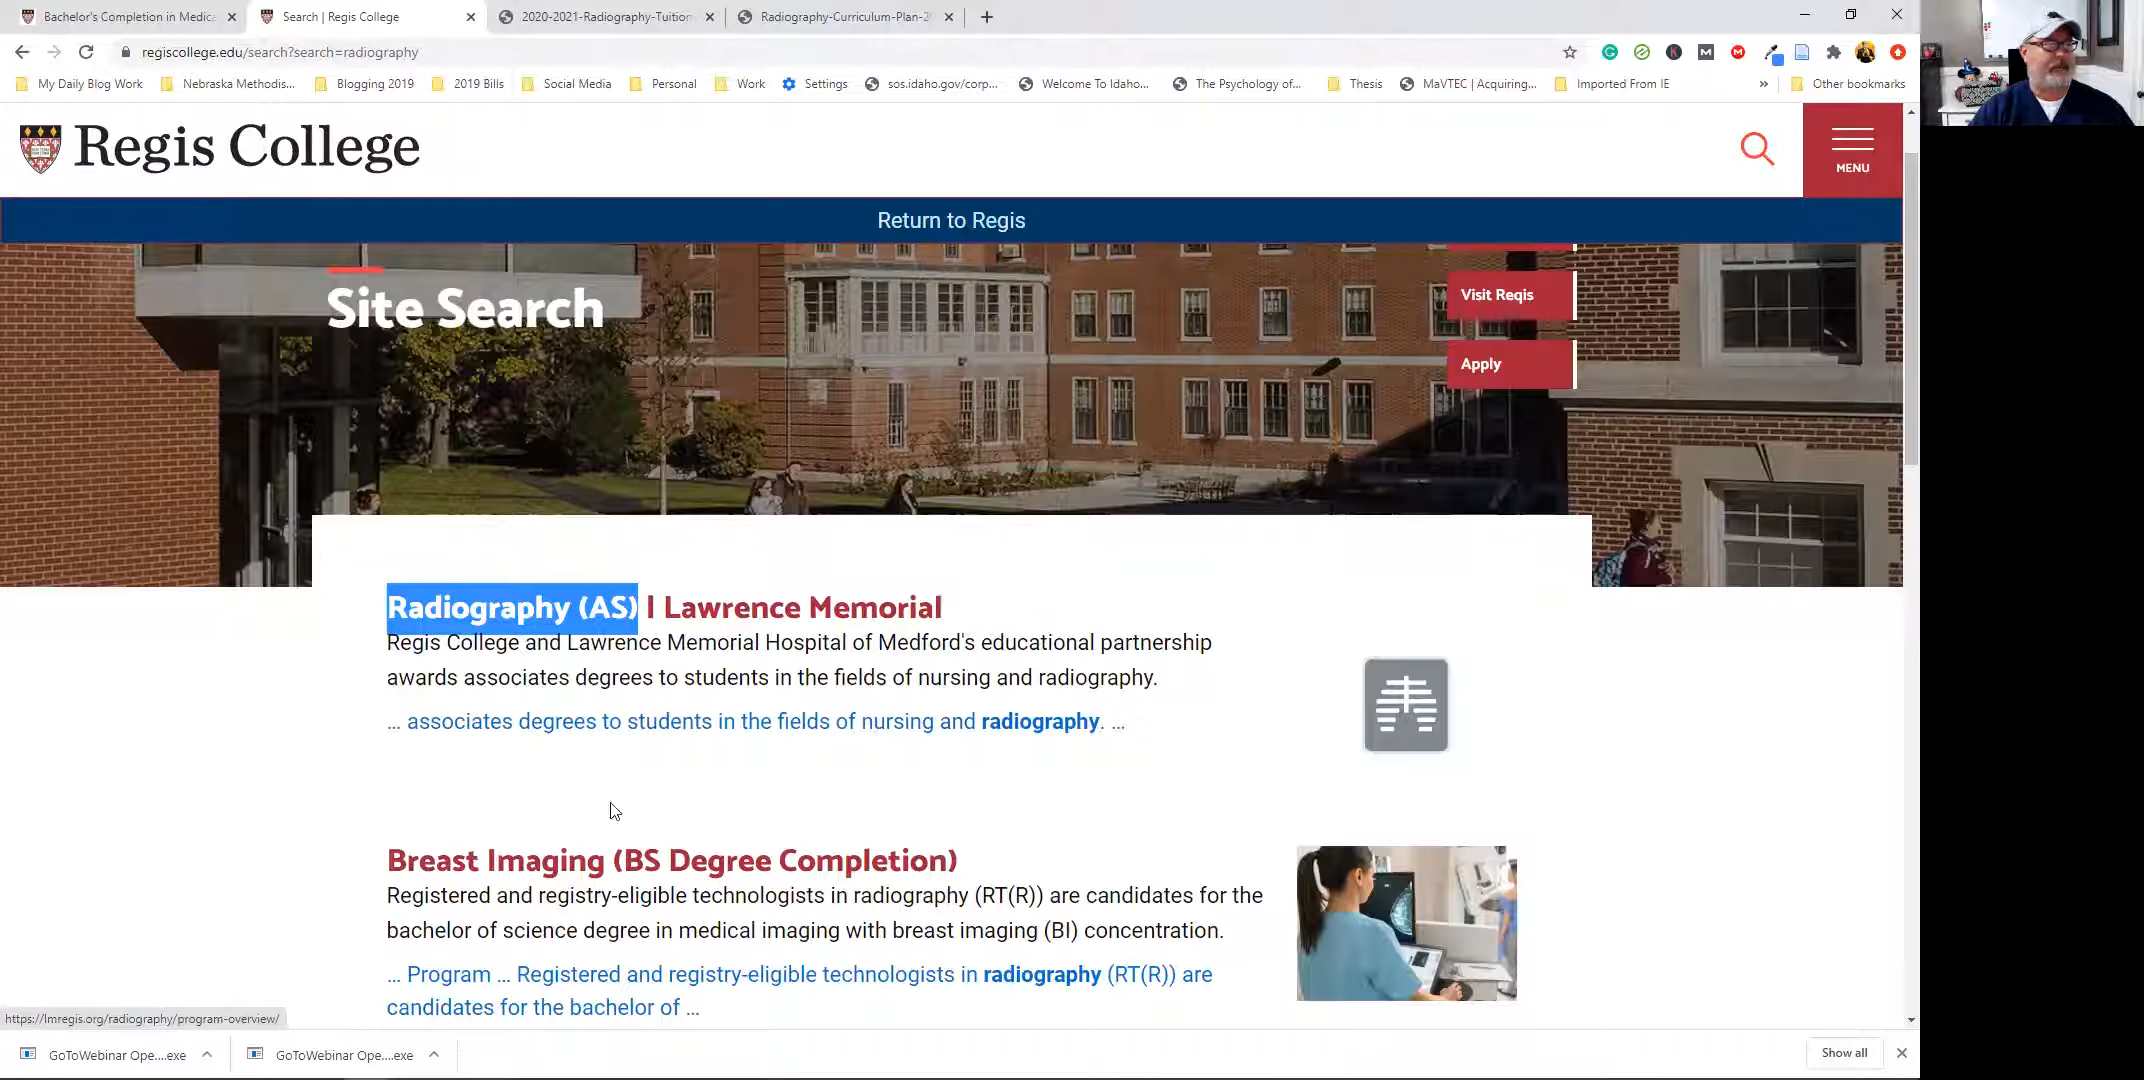 Bachelor's Completion in Medica
Search | Regis College
2020-2021-Radiography-Tuition
Radiography-Curriculum-Plan-2
regiscollege.edu/search?search=radiography
My Daily Blog Work
Nebraska Methodis...
Blogging 2019
2019 Bills
Social Media
Personal
Work
Settings
sos.idaho.gov/corp...
Welcome To Idaho...
The Psychology of...
Thesis
MaVTEC | Acquiring...
Imported From IE
»
Other bookmarks
Regis College
MENU
Return to Regis
Site Search
Visit Regis
Apply
Radiography (AS) | Lawrence Memorial
Regis College and Lawrence Memorial Hospital of Medford's educational partnership
awards associates degrees to students in the fields of nursing and radiography.
... associates degrees to students in the fields of nursing and radiography. ...
Breast Imaging (BS Degree Completion)
Registered and registry-eligible technologists in radiography (RT(R)) are candidates for the
bachelor of science degree in medical imaging with breast imaging (BI) concentration.
... Program ... Registered and registry-eligible technologists in radiography (RT(R)) are
candidates for the bachelor of ...
https://lmregis.org/radiography/program-overview/
GoToWebinar Ope....exe
GoToWebinar Ope....exe
Show all